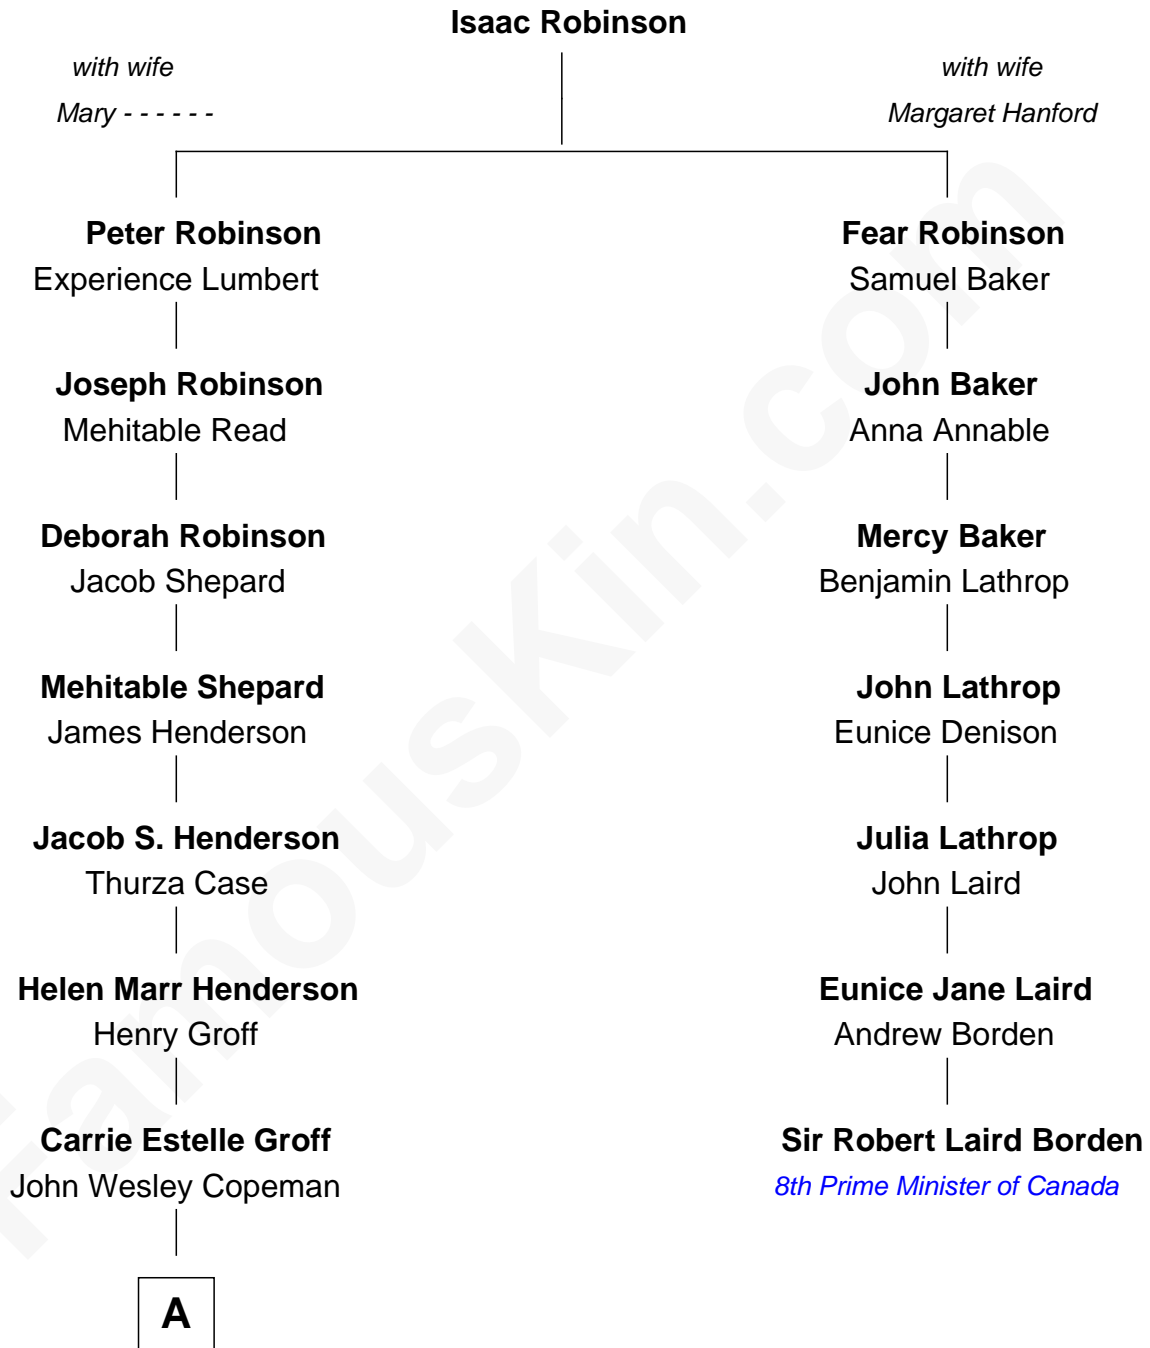 Isaac Robinson
with wife
Mary - - - - - -
with wife
Margaret Hanford
Peter Robinson
Experience Lumbert
Fear Robinson
Samuel Baker
Joseph Robinson
Mehitable Read
John Baker
Anna Annable
Deborah Robinson
Jacob Shepard
Mercy Baker
Benjamin Lathrop
Mehitable Shepard
James Henderson
John Lathrop
Eunice Denison
Jacob S. Henderson
Thurza Case
Julia Lathrop
John Laird
Helen Marr Henderson
Henry Groff
Eunice Jane Laird
Andrew Borden
Carrie Estelle Groff
John Wesley Copeman
Sir Robert Laird Borden
8th Prime Minister of Canada
A
FamousKin.com